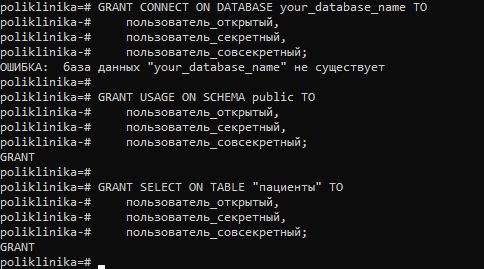 poliklinika=# GRANT CONNECT ON DATABASE your_database_name TO
poliklinika-#     пользователь_открытый,
poliklinika-#     пользователь_секретный,
poliklinika-#     пользователь_совсекретный;
ОШИБКА:  база данных "your_database_name" не существует
poliklinika=#
poliklinika=# GRANT USAGE ON SCHEMA public TO
poliklinika-#     пользователь_открытый,
poliklinika-#     пользователь_секретный,
poliklinika-#     пользователь_совсекретный;
GRANT
poliklinika=#
poliklinika=# GRANT SELECT ON TABLE "пациенты" TO
poliklinika-#     пользователь_открытый,
poliklinika-#     пользователь_секретный,
poliklinika-#     пользователь_совсекретный;
GRANT
poliklinika=#